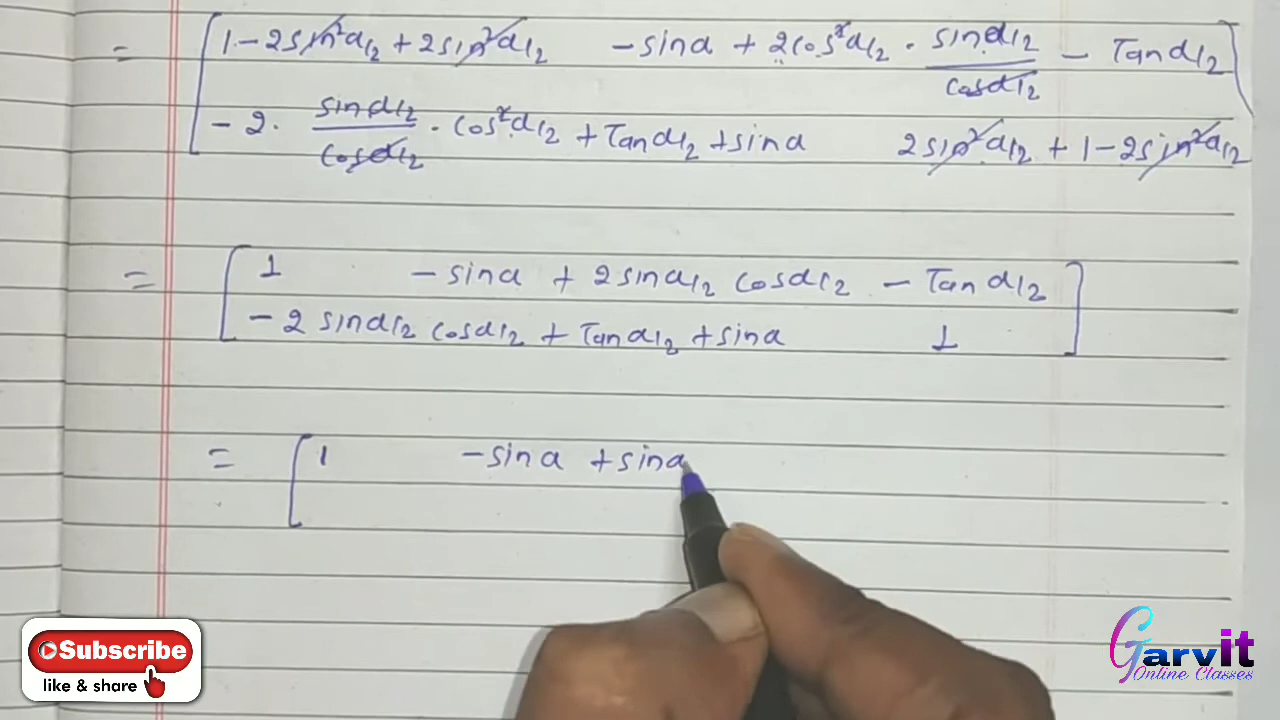 = [ 1 - 2sin²α/2 + 2sin²α/2   - sinα + 2cos²α/2 · sinα/2 / cosα/2 - Tanα/2
- 2 · sinα/2 / cosα/2 · cos²α/2 + Tanα/2 + sinα   2sin²α/2 + 1 - 2sin²α/2 ]
= [ 1   - sinα + 2sinα/2 cosα/2 - Tanα/2
- 2 sinα/2 cosα/2 + Tanα/2 + sinα   1 ]
= [ 1   - sinα + sinα
Subscribe
like & share
Garvit
Online Classes